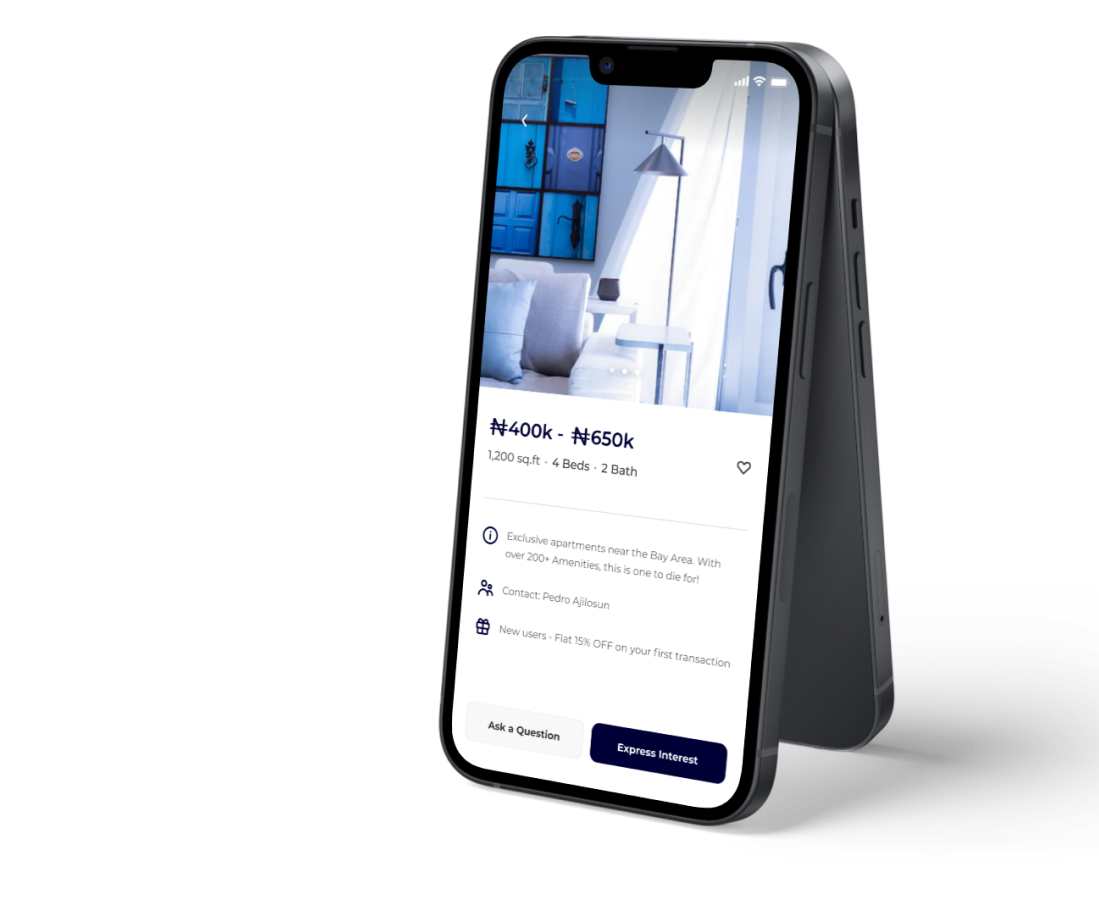 ₦400k - ₦650k
1,200 sq.ft · 4 Beds · 2 Bath
Exclusive apartments near the Bay Area. With
over 200+ Amenities, this is one to die for!
Contact: Pedro Ajilosun
New users - Flat 15% OFF on your first transaction
Ask a Question
Express Interest